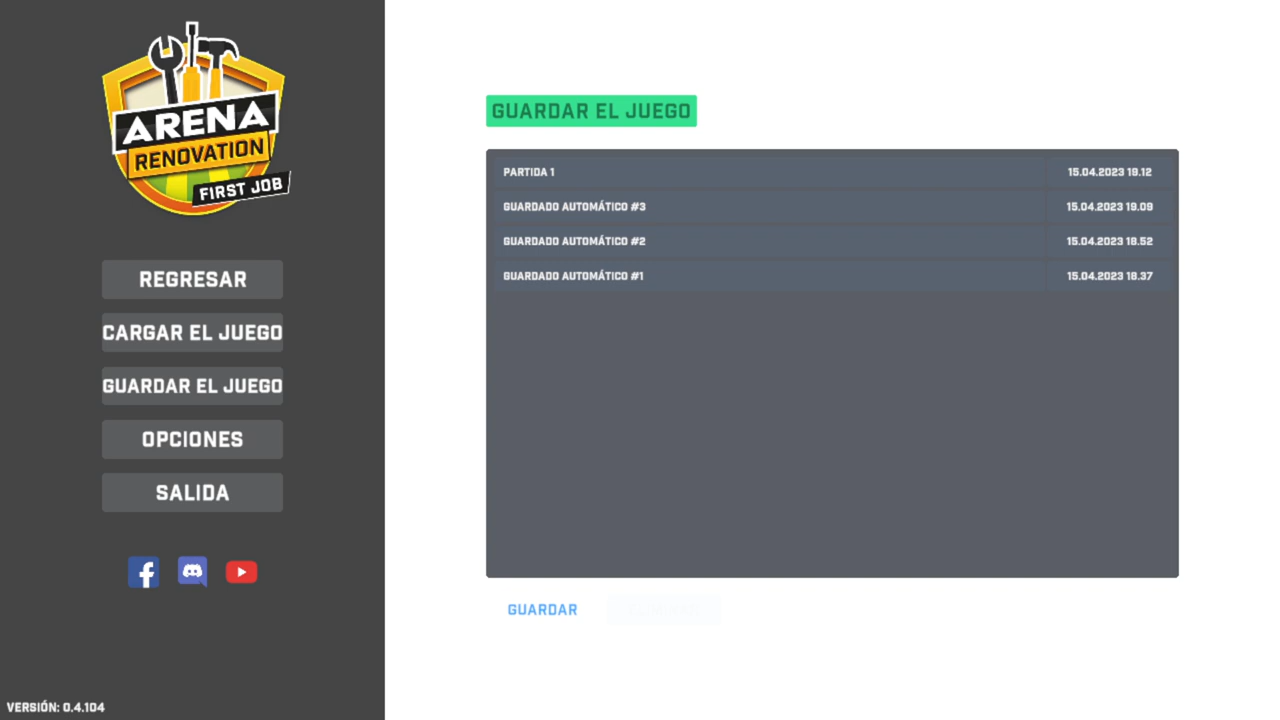 ARENA
RENOVATION
FIRST JOB
REGRESAR
CARGAR EL JUEGO
GUARDAR EL JUEGO
OPCIONES
SALIDA
VERSIÓN: 0.4.104
GUARDAR EL JUEGO
PARTIDA 1 15.04.2023 19.12
GUARDADO AUTOMÁTICO #3 15.04.2023 19.09
GUARDADO AUTOMÁTICO #2 15.04.2023 18.52
GUARDADO AUTOMÁTICO #1 15.04.2023 18.37
GUARDAR